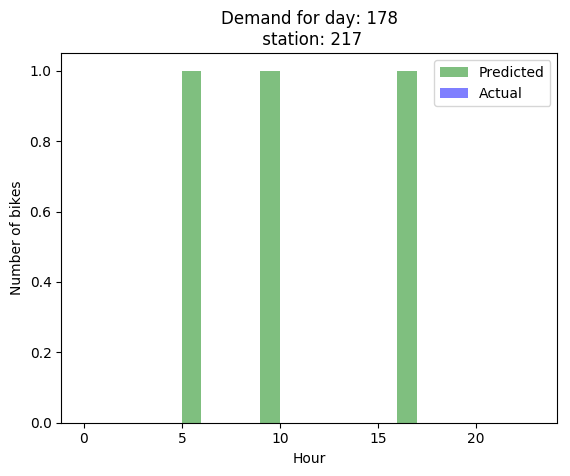 Demand for day: 178
station: 217
Predicted
Actual
Number of bikes
1.0
0.8
0.6
0.4
0.2
0.0
0 5 10 15 20
Hour